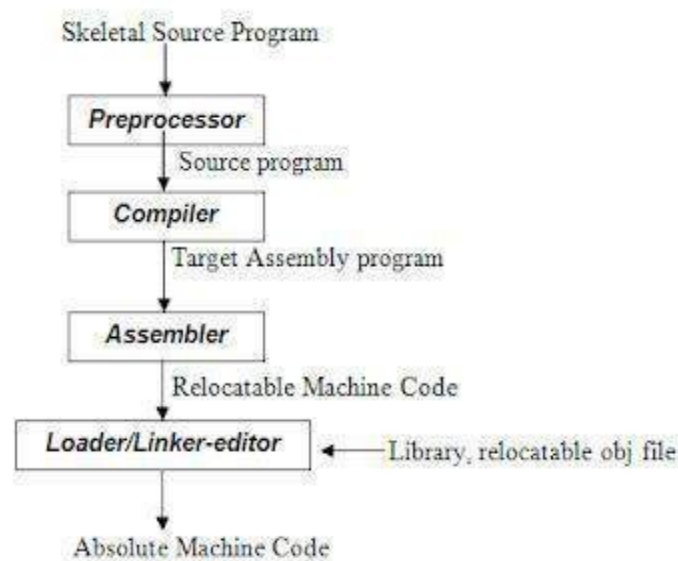 Skeletal Source Program
Preprocessor
Source program
Compiler
Target Assembly program
Assembler
Relocatable Machine Code
Loader/Linker-editor
Library, relocatable obj file
Absolute Machine Code